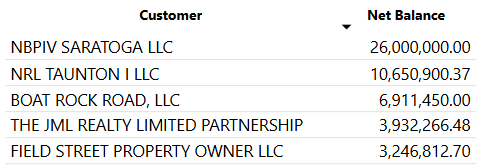 Customer Net Balance
NBPIV SARATOGA LLC 26,000,000.00
NRL TAUNTON I LLC 10,650,900.37
BOAT ROCK ROAD, LLC 6,911,450.00
THE JML REALTY LIMITED PARTNERSHIP 3,932,266.48
FIELD STREET PROPERTY OWNER LLC 3,246,812.70